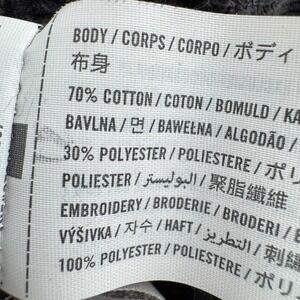 BODY / CORPS / CORPO / ボディ
布身
70% COTTON / COTON / BOMULD / KA
BAVLNA / 면 / BAWEŁNA / ALGODÃO /
30% POLYESTER / POLIESTERE / ポリ
POLIESTER / البوليستر / 聚脂纖維
EMBROIDERY / BRODERIE / BRODERI / B
VÝŠIVKA / 자수 / HAFT / التطريز / 刺繡
100% POLYESTER / POLIESTERE / ポリ